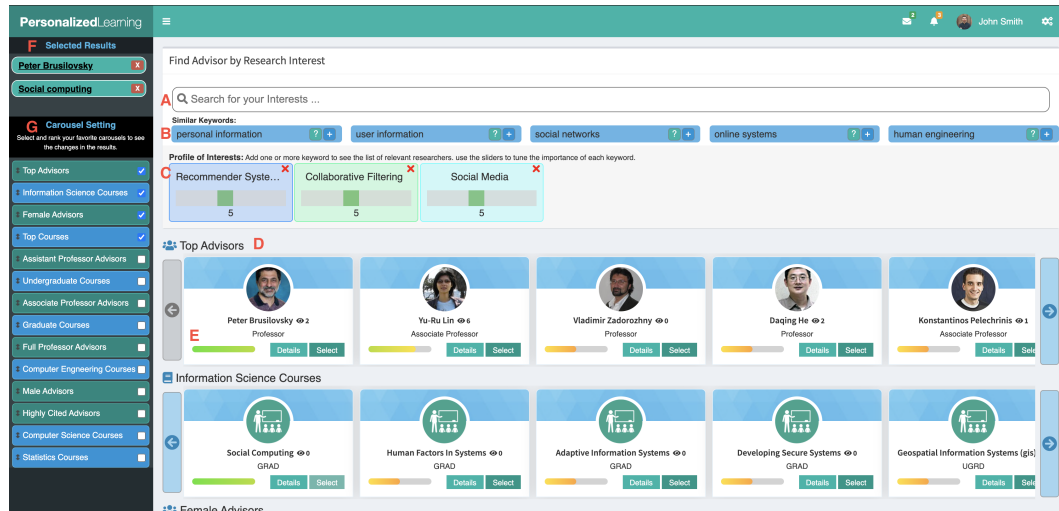 PersonalizedLearning
2
3
John Smith
F Selected Results
Peter Brusilovsky X
Social computing X
G Carousel Setting
Select and rank your favorite carousels to see
the changes in the results.
Top Advisors
Information Science Courses
Female Advisors
Top Courses
Assistant Professor Advisors
Undergraduate Courses
Associate Professor Advisors
Graduate Courses
Full Professor Advisors
Computer Engneering Courses
Male Advisors
Highly Cited Advisors
Computer Science Courses
Statistics Courses
Find Advisor by Research Interest
A Search for your Interests ...
Similar Keywords:
B personal information ? + user information ? + social networks ? + online systems ? + human engineering ? +
Profile of Interests: Add one or more keyword to see the list of relevant researchers. use the sliders to tune the importance of each keyword.
C Recommender Syste... Collaborative Filtering Social Media
5 5 5
Top Advisors D
Peter Brusilovsky 2 Yu-Ru Lin 6 Vladimir Zadorozhny 0 Daqing He 2 Konstantinos Pelechrinis 1
Professor Associate Professor Professor Professor Associate Professor
E Details Select Details Select Details Select Details Select Details Sele
Information Science Courses
Social Computing 0 Human Factors In Systems 0 Adaptive Information Systems 0 Developing Secure Systems 0 Geospatial Information Systems (gis)
GRAD GRAD GRAD GRAD UGRD
Details Select Details Select Details Select Details Select Details Sele
Female Advisors